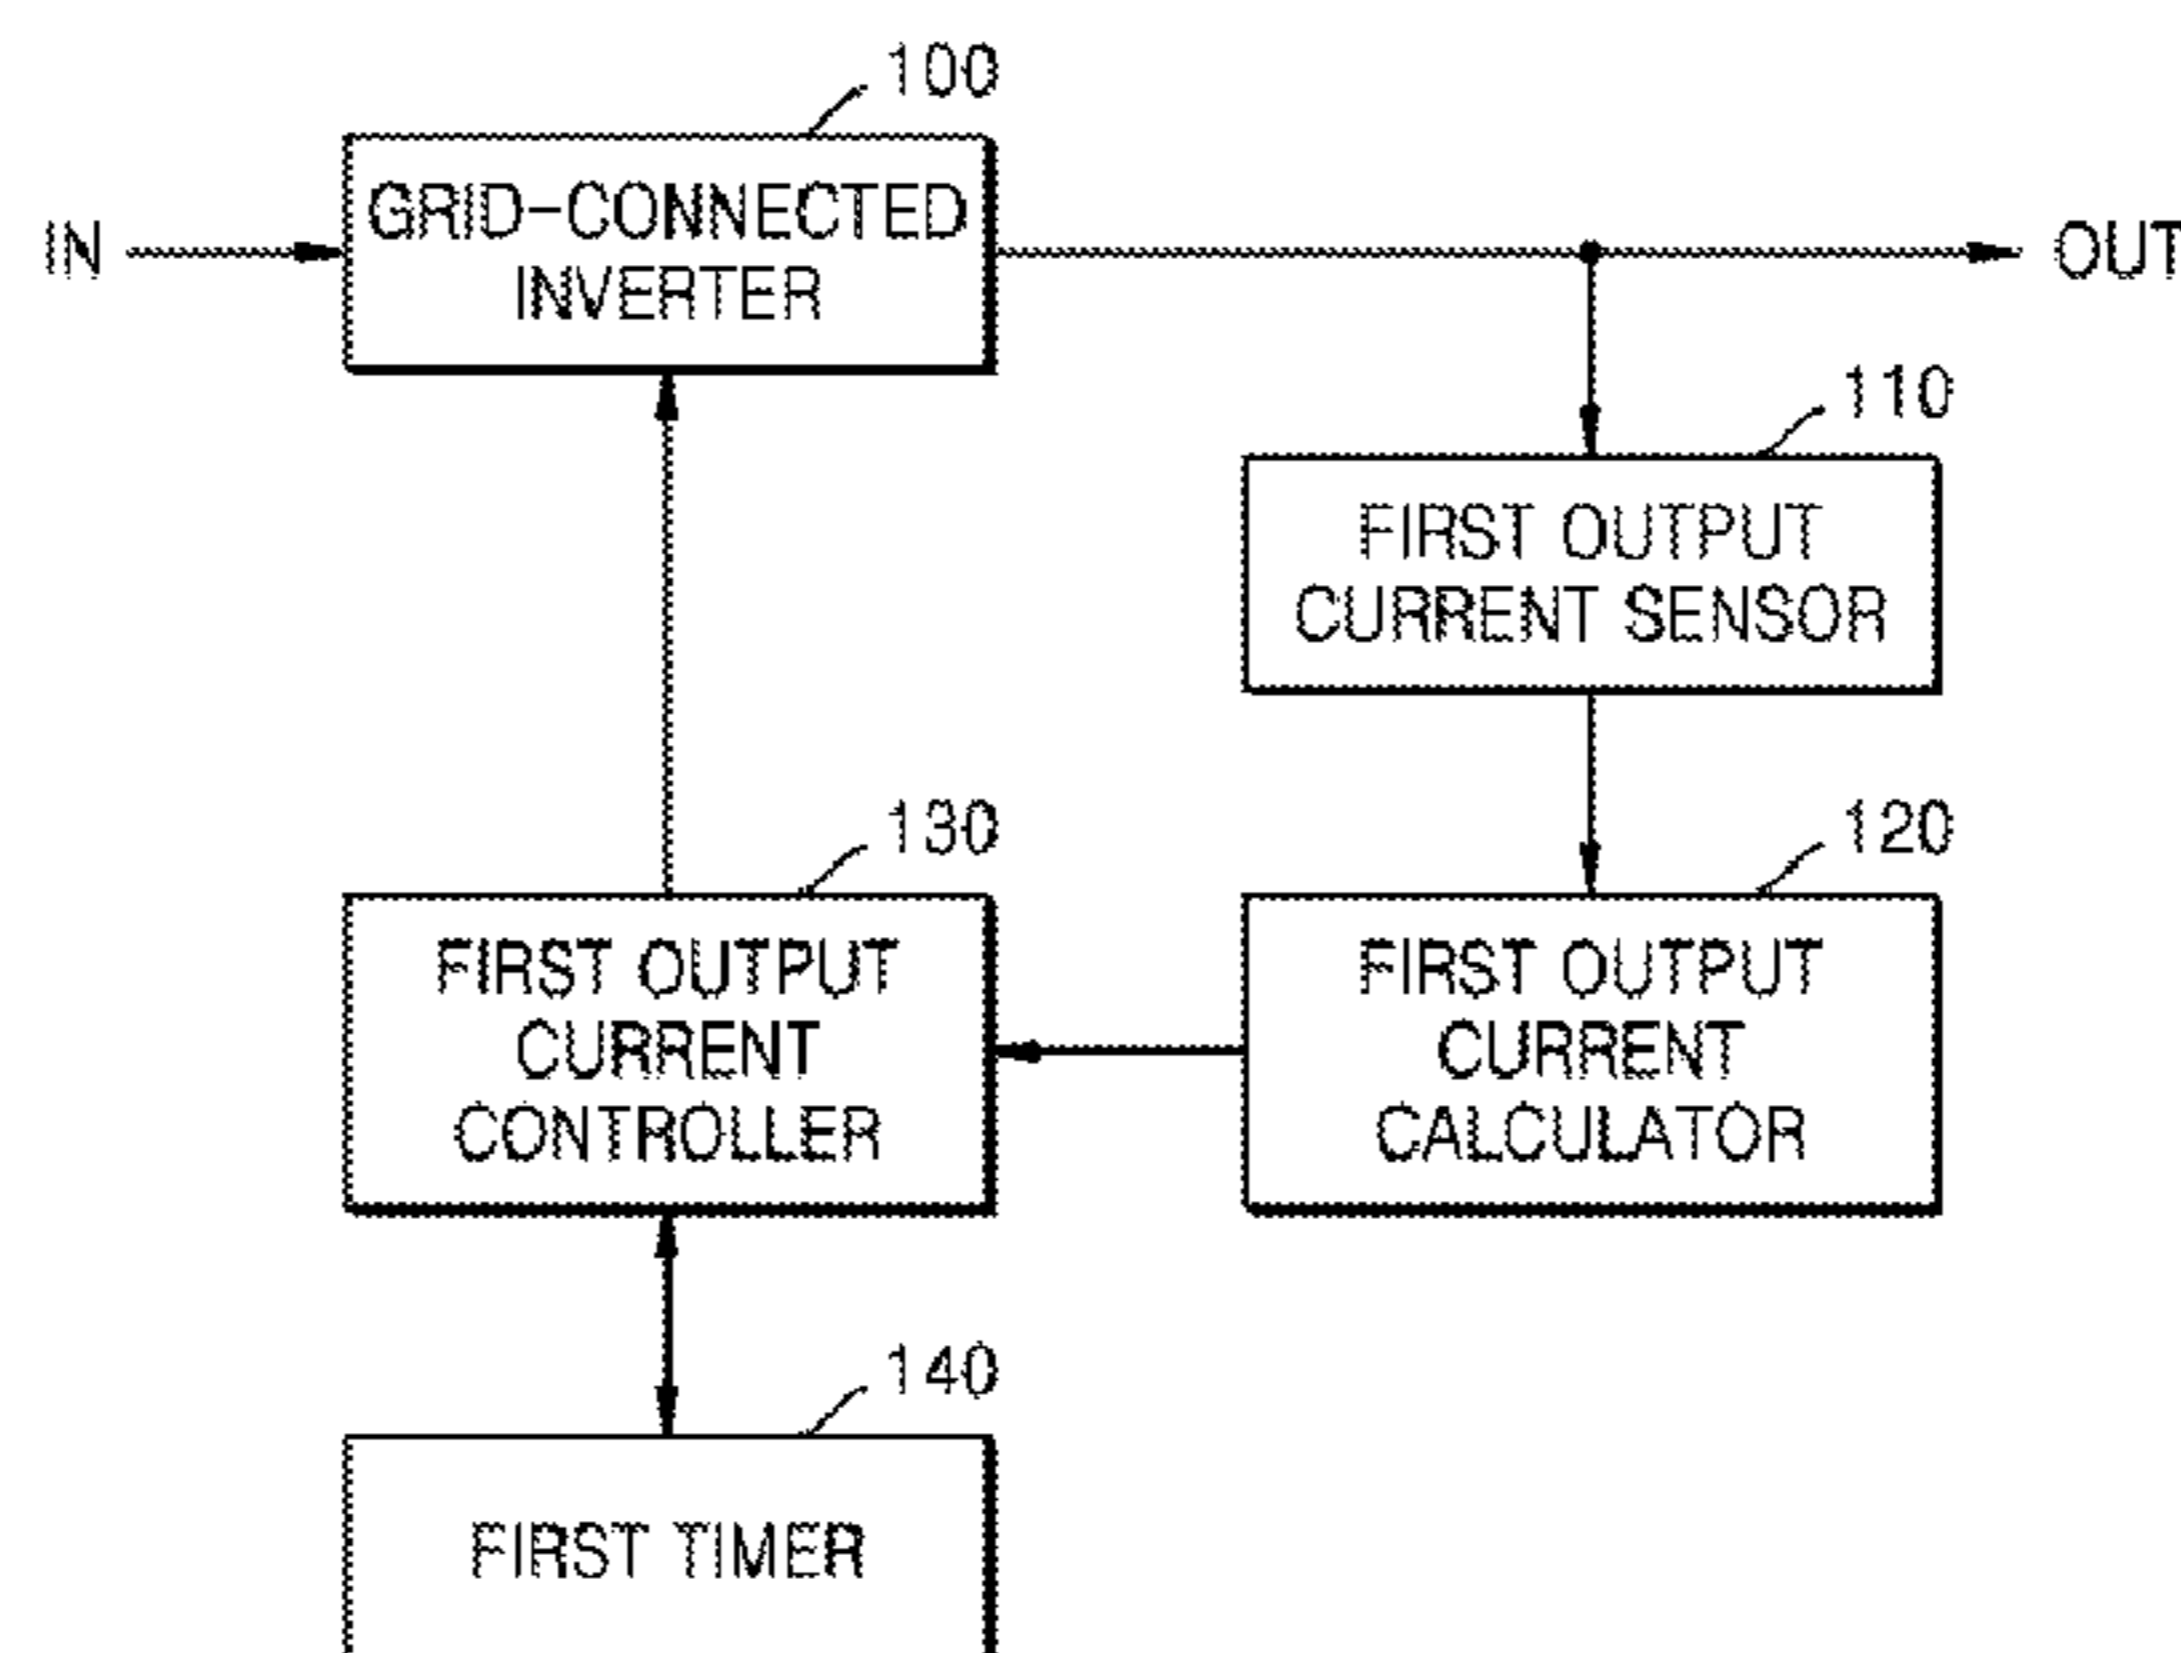 100
IN
GRID-CONNECTED
INVERTER
OUT
110
FIRST OUTPUT
CURRENT SENSOR
130
FIRST OUTPUT
CURRENT
CONTROLLER
120
FIRST OUTPUT
CURRENT
CALCULATOR
140
FIRST TIMER